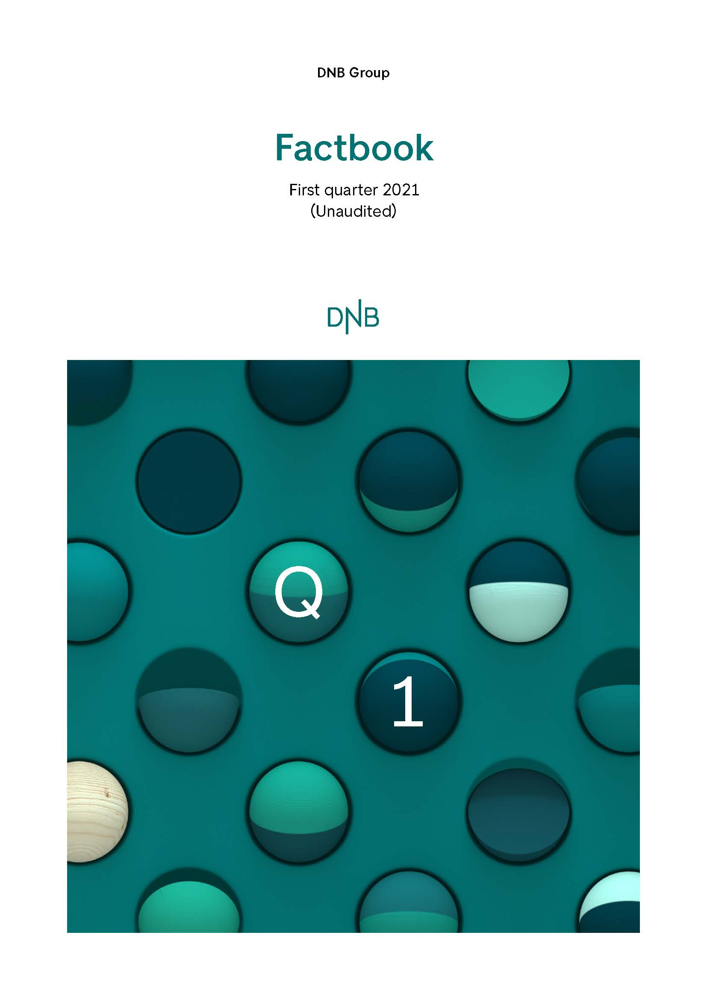 DNB Group
Factbook
First quarter 2021
(Unaudited)
DNB
Q
1